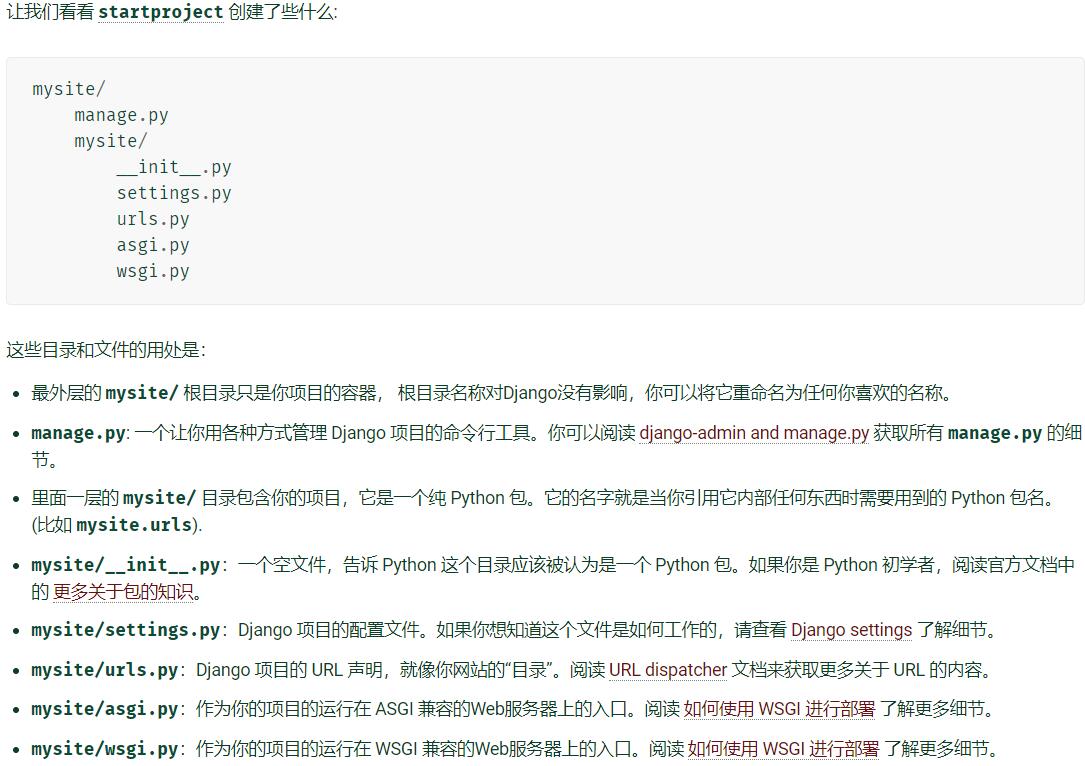 让我们看看 startproject 创建了些什么:
mysite/
    manage.py
    mysite/
        __init__.py
        settings.py
        urls.py
        asgi.py
        wsgi.py
这些目录和文件的用处是：
• 最外层的 mysite/ 根目录只是你项目的容器， 根目录名称对Django没有影响，你可以将它重命名为任何你喜欢的名称。
• manage.py: 一个让你用各种方式管理 Django 项目的命令行工具。你可以阅读 django-admin and manage.py 获取所有 manage.py 的细
节。
• 里面一层的 mysite/ 目录包含你的项目，它是一个纯 Python 包。它的名字就是当你引用它内部任何东西时需要用到的 Python 包名。
(比如 mysite.urls).
• mysite/__init__.py：一个空文件，告诉 Python 这个目录应该被认为是一个 Python 包。如果你是 Python 初学者，阅读官方文档中
的 更多关于包的知识。
• mysite/settings.py：Django 项目的配置文件。如果你想知道这个文件是如何工作的，请查看 Django settings 了解细节。
• mysite/urls.py：Django 项目的 URL 声明，就像你网站的“目录”。阅读 URL dispatcher 文档来获取更多关于 URL 的内容。
• mysite/asgi.py：作为你的项目的运行在 ASGI 兼容的Web服务器上的入口。阅读 如何使用 WSGI 进行部署 了解更多细节。
• mysite/wsgi.py：作为你的项目的运行在 WSGI 兼容的Web服务器上的入口。阅读 如何使用 WSGI 进行部署 了解更多细节。